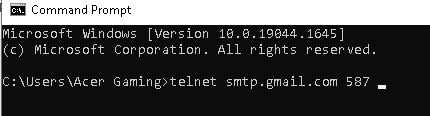 Command Prompt
Microsoft Windows [Version 10.0.19044.1645]
(c) Microsoft Corporation. All rights reserved.
C:\Users\Acer Gaming>telnet smtp.gmail.com 587